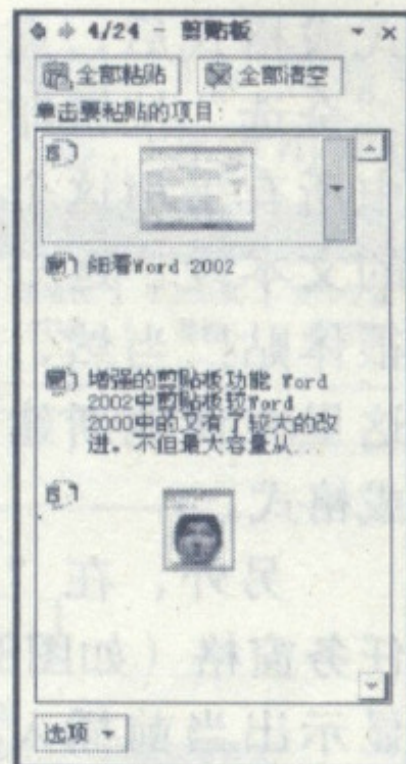 4/24 - 剪贴板
全部粘贴 全部清空
单击要粘贴的项目:
细看Word 2002
增强的剪贴板功能 Word
2002中剪贴板较Word
2000中的又有了较大的改
进。不但最大容量从...
选项